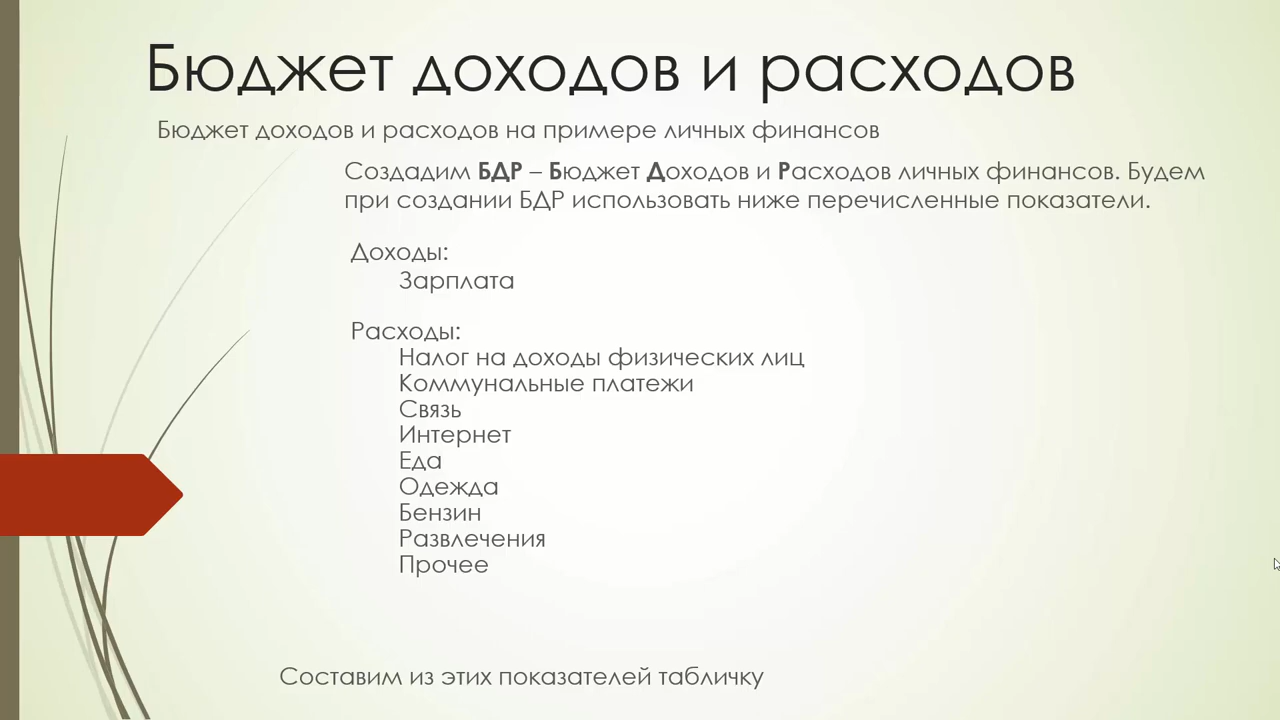 Бюджет доходов и расходов
Бюджет доходов и расходов на примере личных финансов
Создадим БДР – Бюджет Доходов и Расходов личных финансов. Будем
при создании БДР использовать ниже перечисленные показатели.
Доходы:
Зарплата
Расходы:
Налог на доходы физических лиц
Коммунальные платежи
Связь
Интернет
Еда
Одежда
Бензин
Развлечения
Прочее
Составим из этих показателей табличку